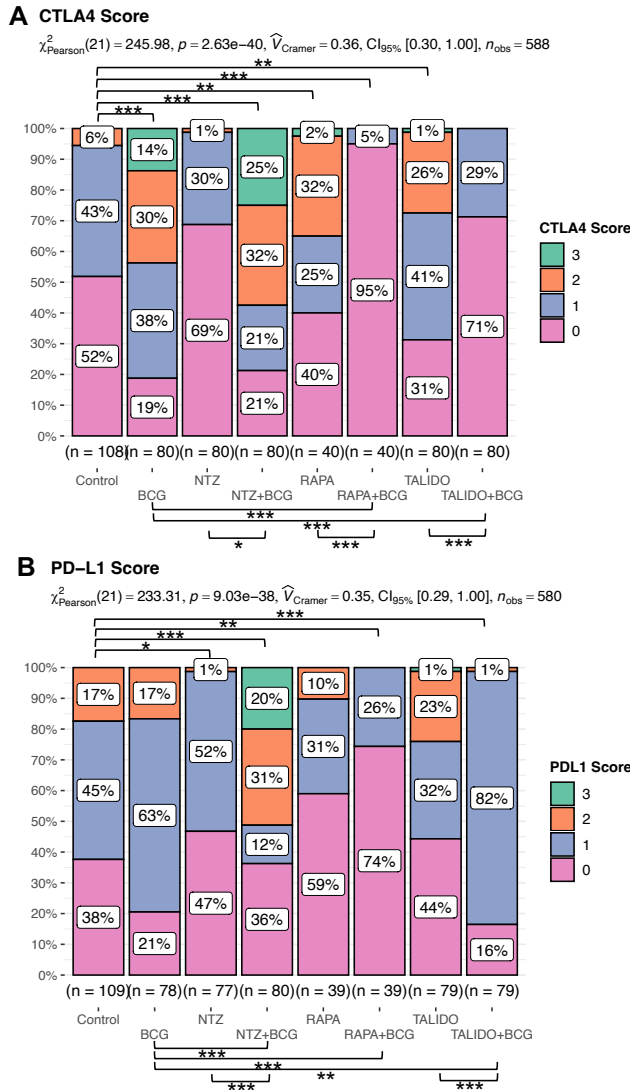 A CTLA4 Score
χ²Pearson(21) = 245.98, p = 2.63e−40, V̂Cramer = 0.36, CI95% [0.30, 1.00], nobs = 588
**
***
**
***
***
100% 6% 14% 1% 25% 2% 5% 1% 29%
90%
80% 30% 32% 26%
70% 43% 30% 32%
60%
50% 38% 25% 95% 41% 71%
40% 69%
30% 52% 21% 40% 31%
20% 19% 21%
10%
0%
CTLA4 Score
3
2
1
0
(n = 108) (n = 80) (n = 80) (n = 80) (n = 40) (n = 40) (n = 80) (n = 80)
Control NTZ RAPA TALIDO
BCG NTZ+BCG RAPA+BCG TALIDO+BCG
***
***
* *** ***
B PD−L1 Score
χ²Pearson(21) = 233.31, p = 9.03e−38, V̂Cramer = 0.35, CI95% [0.29, 1.00], nobs = 580
***
**
***
*
100% 17% 17% 1% 20% 10% 26% 1% 1%
90%
80% 52% 31% 31% 23%
70%
60% 45% 63% 32% 82%
50% 12%
40% 74%
30% 38% 47% 36% 59% 44%
20% 21% 16%
10%
0%
PDL1 Score
3
2
1
0
(n = 109) (n = 78) (n = 77) (n = 80) (n = 39) (n = 39) (n = 79) (n = 79)
Control NTZ RAPA TALIDO
BCG NTZ+BCG RAPA+BCG TALIDO+BCG
***
***
**
*** ***